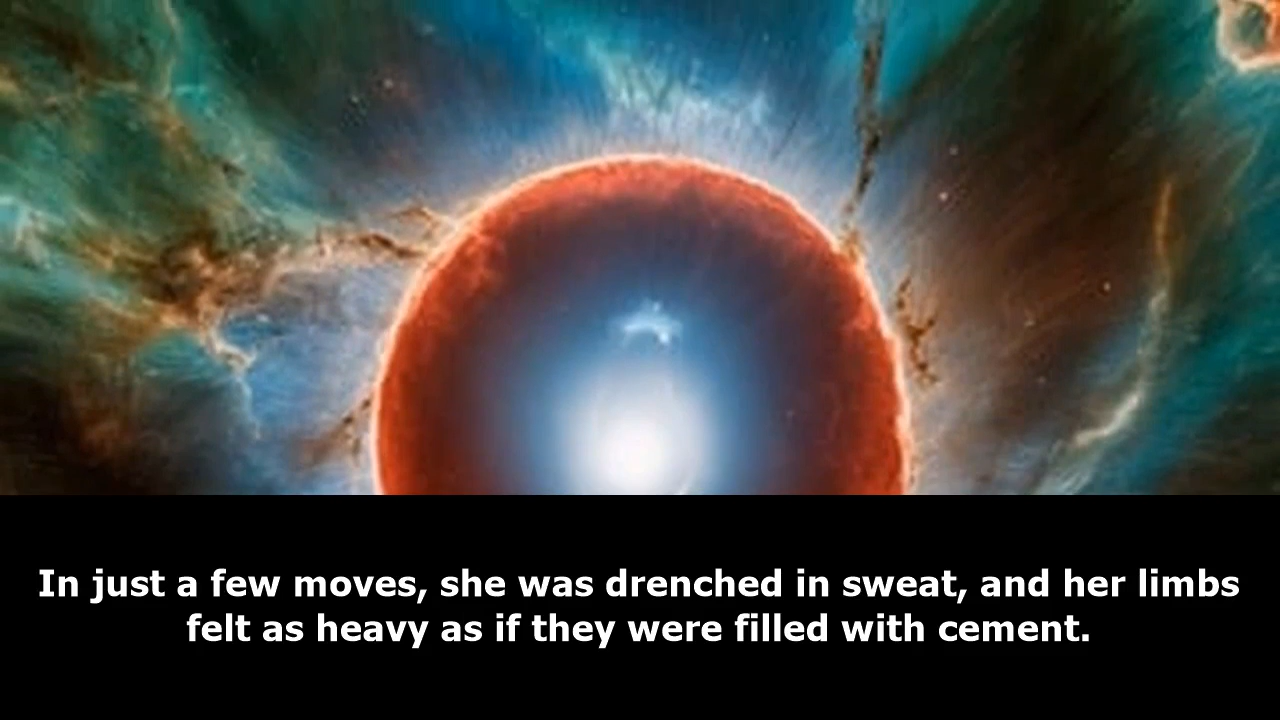 In just a few moves, she was drenched in sweat, and her limbs
felt as heavy as if they were filled with cement.